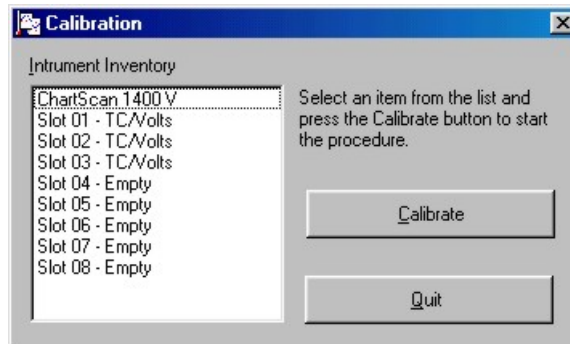 Calibration
Intrument Inventory
ChartScan 1400 V
Slot 01 - TC/Volts
Slot 02 - TC/Volts
Slot 03 - TC/Volts
Slot 04 - Empty
Slot 05 - Empty
Slot 06 - Empty
Slot 07 - Empty
Slot 08 - Empty
Select an item from the list and
press the Calibrate button to start
the procedure.
Calibrate
Quit